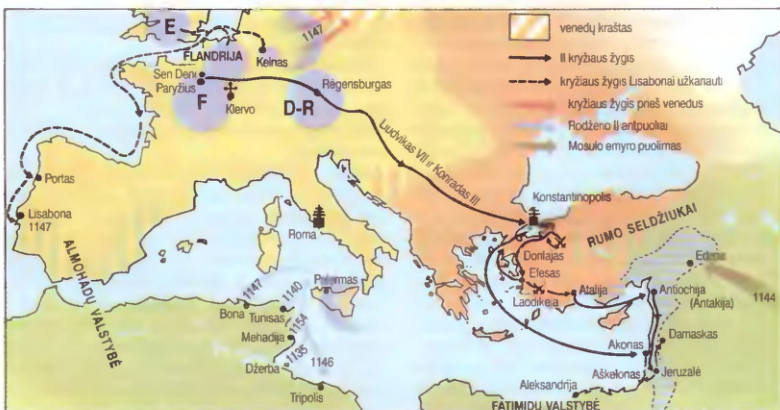 E
1147
FLANDRIJA
Kelnas
Sen Deni
Paryžius
F
Klervo
D-R
Rėgensburgas
Liudvikas VII ir Konradas III
venedų kraštas
II kryžiaus žygis
kryžiaus žygis Lisabonai užkariauti
kryžiaus žygis prieš venedus
Rodžerio II antpuoliai
Mosulo emyro puolimas
Portas
Lisabona
1147
ALMOHADŲ VALSTYBĖ
Roma
Konstantinopolis
RUMO SELDŽIUKAI
Donlajas
Efesas
Laodikėja
Atalija
Edesa
1144
Antiochija
(Antakija)
Palermas
1147
1140
Bona
Tunisas
1154
Mehadija
1135
Džerba
1146
Tripolis
Damaskas
Akonas
Aškelonas
Jeruzalė
Aleksandrija
FATIMIDŲ VALSTYBĖ